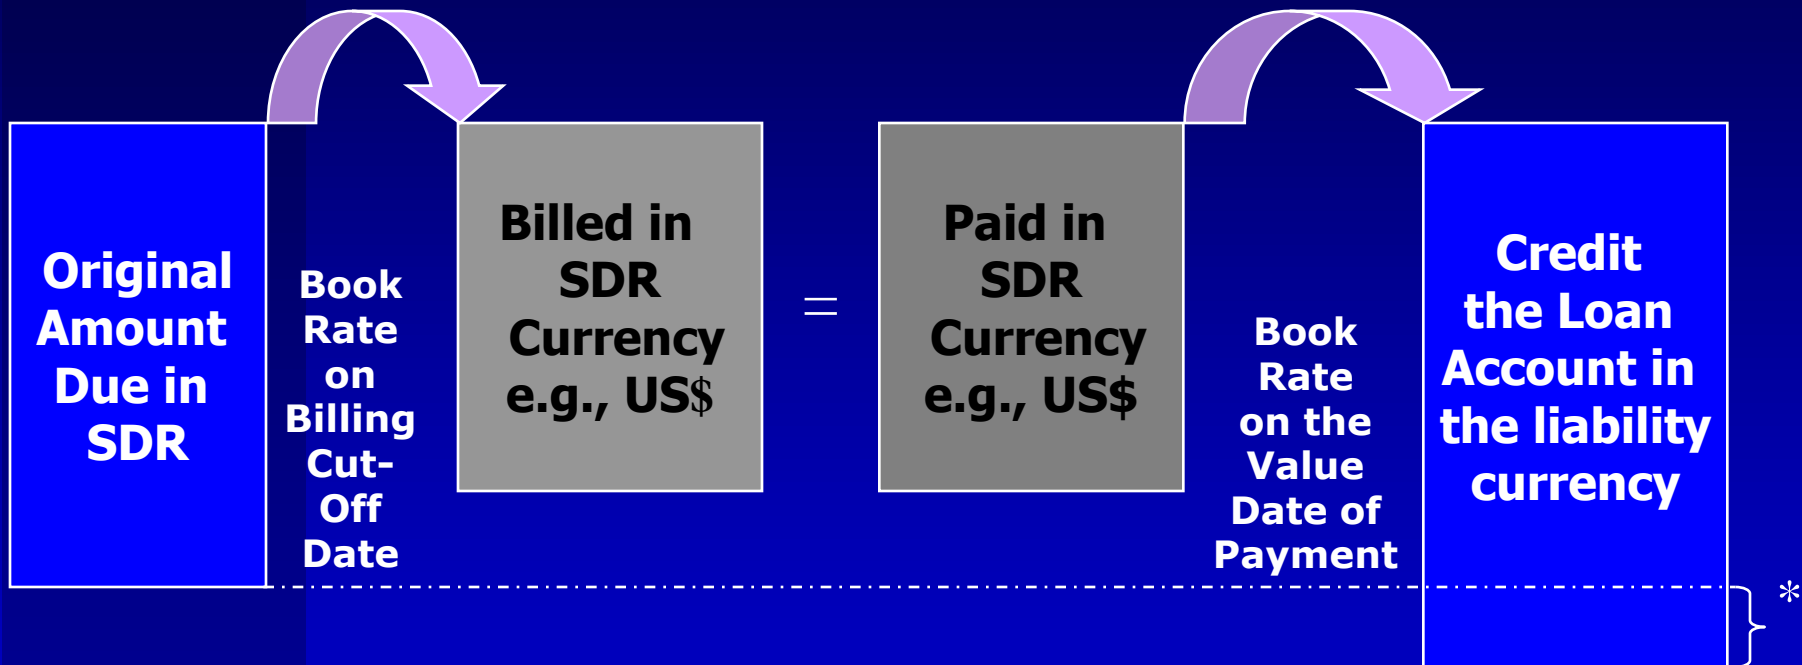 Original
Amount
Due in
SDR
Book
Rate
on
Billing
Cut-
Off
Date
Billed in
SDR
Currency
e.g., US$
=
Paid in
SDR
Currency
e.g., US$
Book
Rate
on the
Value
Date of
Payment
Credit
the Loan
Account in
the liability
currency
*